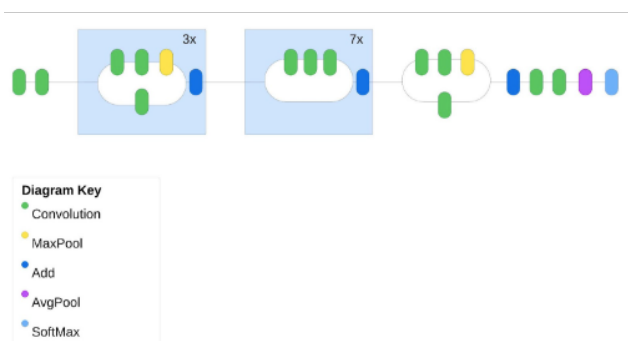 3x
7x
Diagram Key
Convolution
MaxPool
Add
AvgPool
SoftMax